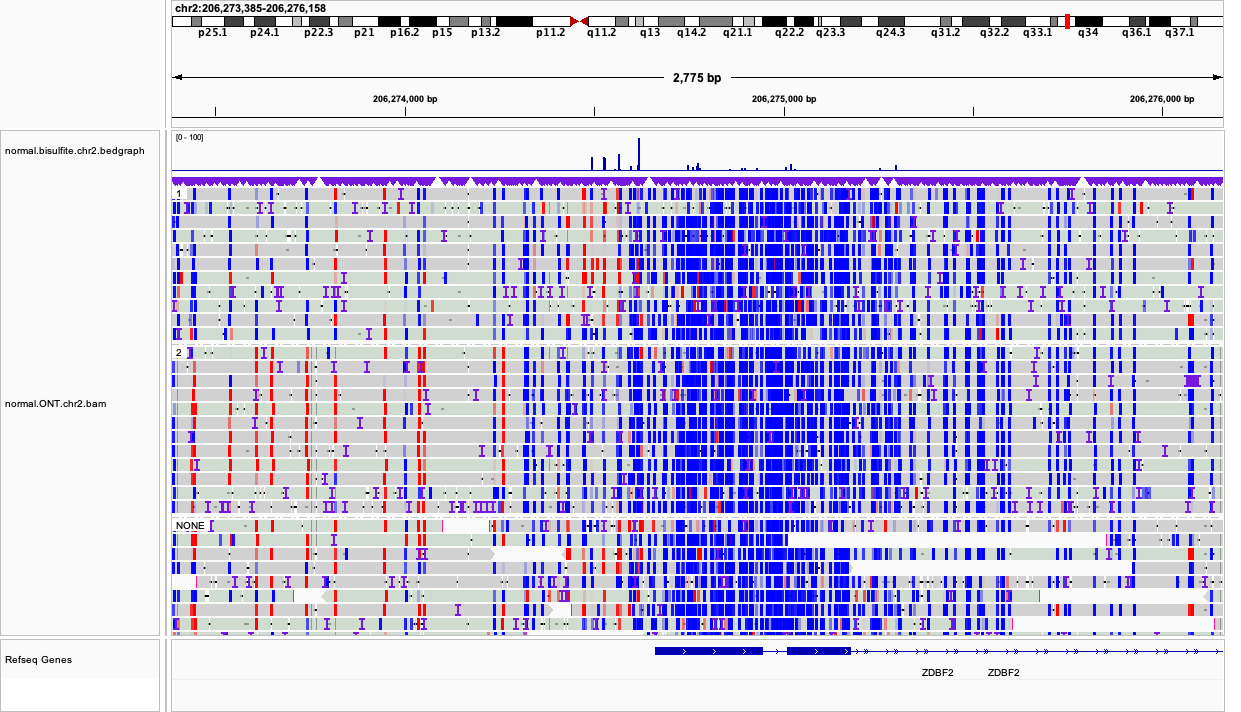 chr2:206,273,385-206,276,158
p25.1 p24.1 p22.3 p21 p16.2 p15 p13.2 p11.2 q11.2 q13 q14.2 q21.1 q22.2 q23.3 q24.3 q31.2 q32.2 q33.1 q34 q36.1 q37.1
2,775 bp
206,274,000 bp 206,275,000 bp 206,276,000 bp
[0 - 100]
normal.bisulfite.chr2.bedgraph
1
2
normal.ONT.chr2.bam
NONE
Refseq Genes
ZDBF2 ZDBF2